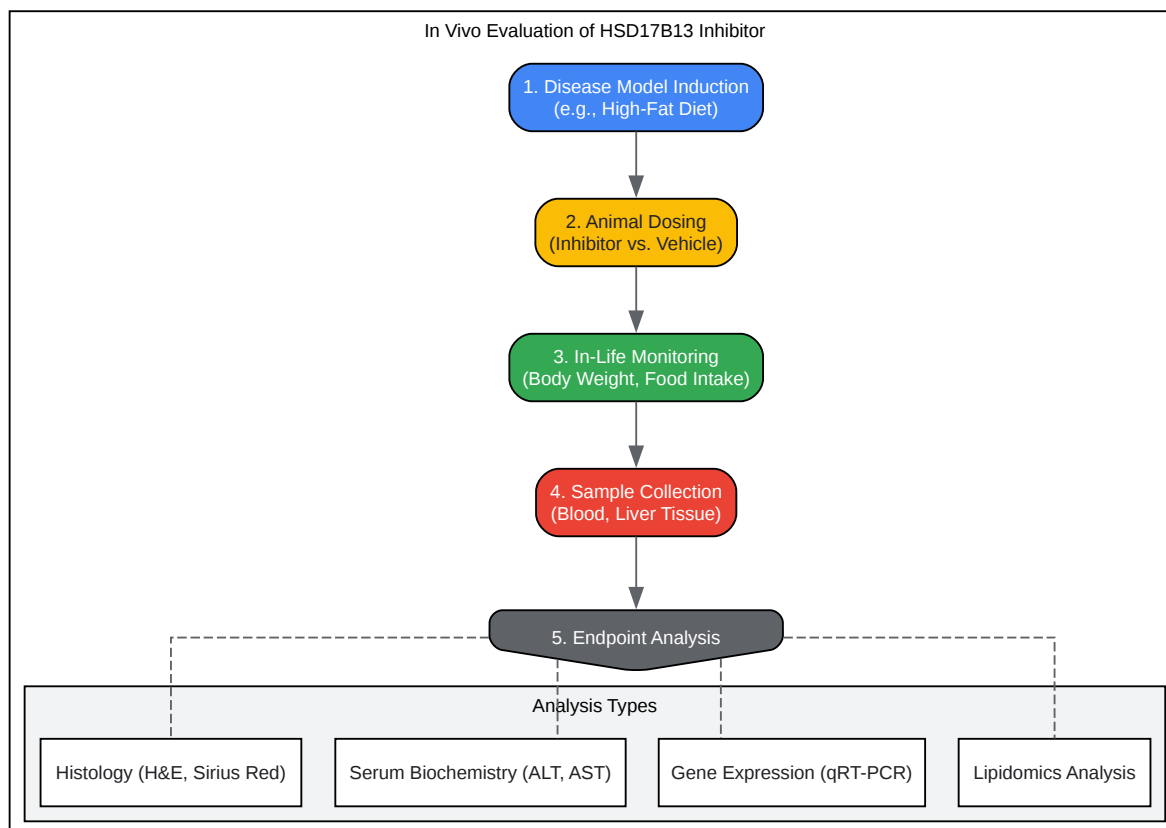 In Vivo Evaluation of HSD17B13 Inhibitor
1. Disease Model Induction
(e.g., High-Fat Diet)
2. Animal Dosing
(Inhibitor vs. Vehicle)
3. In-Life Monitoring
(Body Weight, Food Intake)
4. Sample Collection
(Blood, Liver Tissue)
5. Endpoint Analysis
Analysis Types
Histology (H&E, Sirius Red)
Serum Biochemistry (ALT, AST)
Gene Expression (qRT-PCR)
Lipidomics Analysis